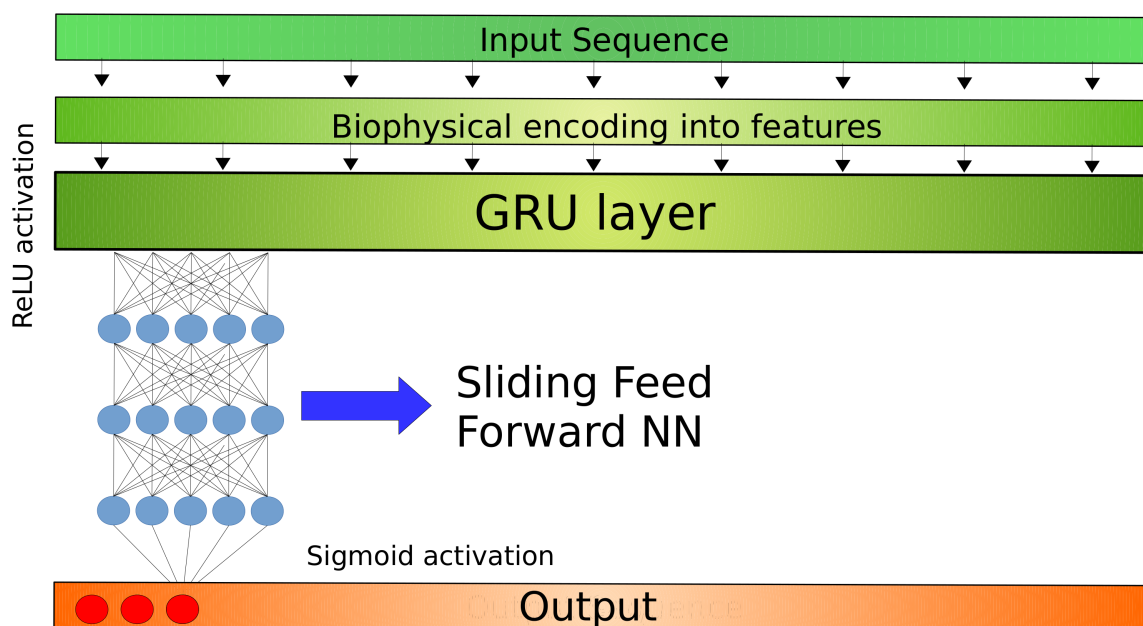 Input Sequence
Biophysical encoding into features
ReLU activation
GRU layer
Sliding Feed
Forward NN
Sigmoid activation
Output